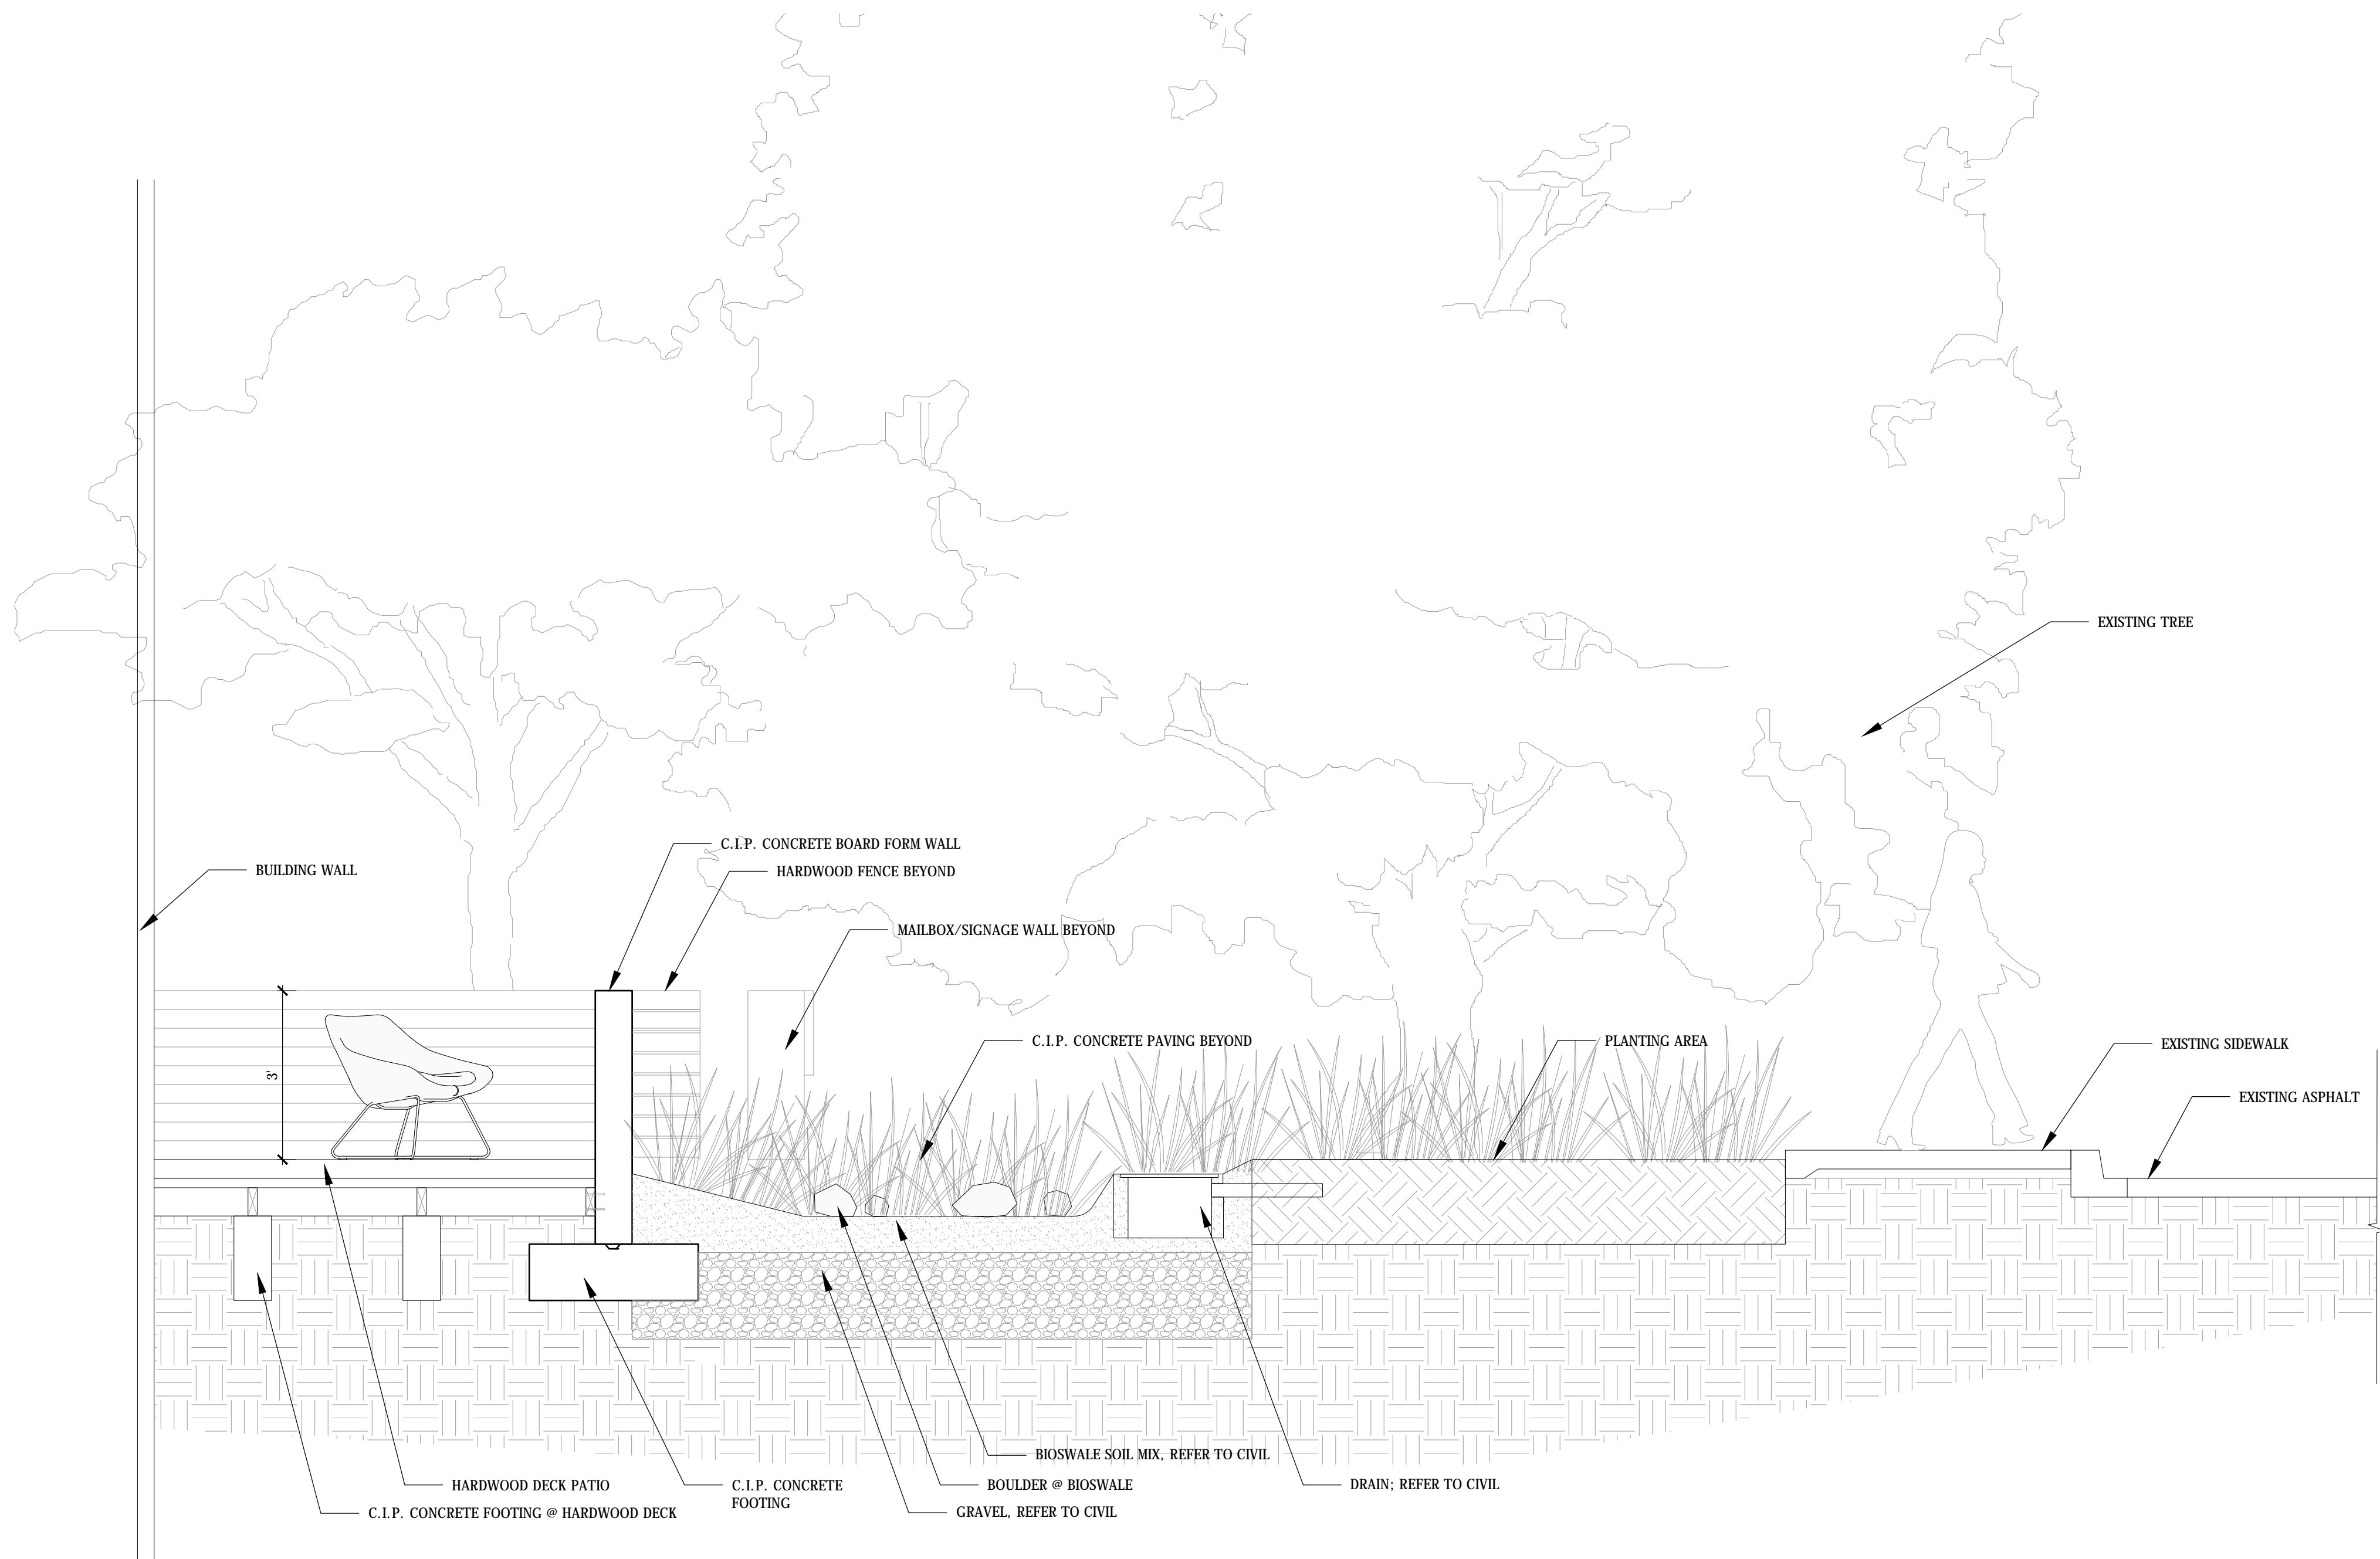 EXISTING TREE
C.I.P. CONCRETE BOARD FORM WALL
BUILDING WALL
HARDWOOD FENCE BEYOND
MAILBOX/SIGNAGE WALL BEYOND
C.I.P. CONCRETE PAVING BEYOND
PLANTING AREA
EXISTING SIDEWALK
3'
EXISTING ASPHALT
BIOSWALE SOIL MIX, REFER TO CIVIL
HARDWOOD DECK PATIO
C.I.P. CONCRETE
FOOTING
BOULDER @ BIOSWALE
DRAIN; REFER TO CIVIL
C.I.P. CONCRETE FOOTING @ HARDWOOD DECK
GRAVEL, REFER TO CIVIL